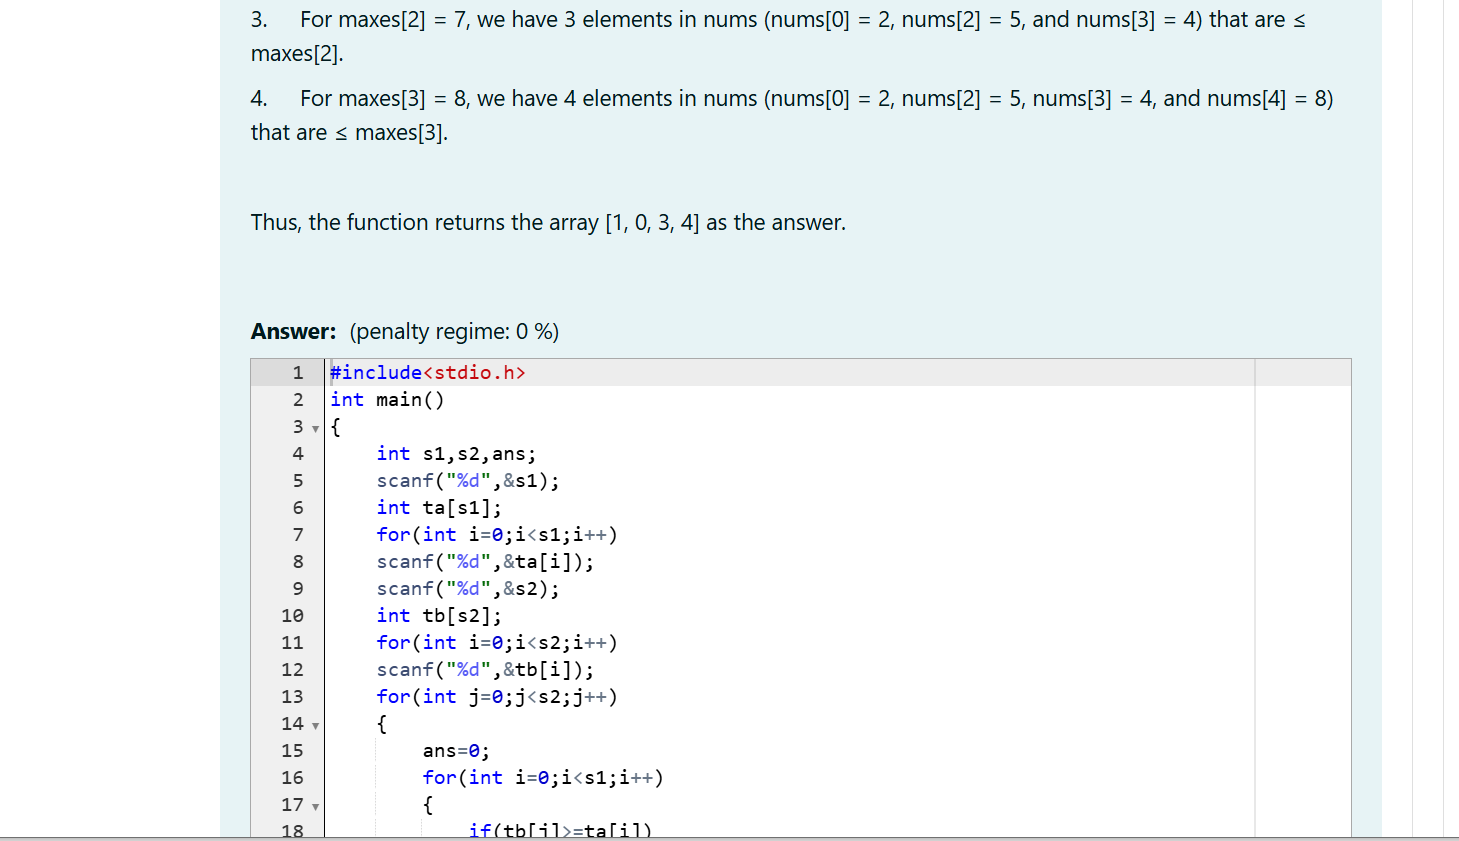 3. For maxes[2] = 7, we have 3 elements in nums (nums[0] = 2, nums[2] = 5, and nums[3] = 4) that are ≤
maxes[2].
4. For maxes[3] = 8, we have 4 elements in nums (nums[0] = 2, nums[2] = 5, nums[3] = 4, and nums[4] = 8)
that are ≤ maxes[3].
Thus, the function returns the array [1, 0, 3, 4] as the answer.
Answer: (penalty regime: 0 %)
1 #include<stdio.h>
2 int main()
3 {
4 int s1,s2,ans;
5 scanf("%d",&s1);
6 int ta[s1];
7 for(int i=0;i<s1;i++)
8 scanf("%d",&ta[i]);
9 scanf("%d",&s2);
10 int tb[s2];
11 for(int i=0;i<s2;i++)
12 scanf("%d",&tb[i]);
13 for(int j=0;j<s2;j++)
14 {
15 ans=0;
16 for(int i=0;i<s1;i++)
17 {
18 if(tb[j]>=ta[i])